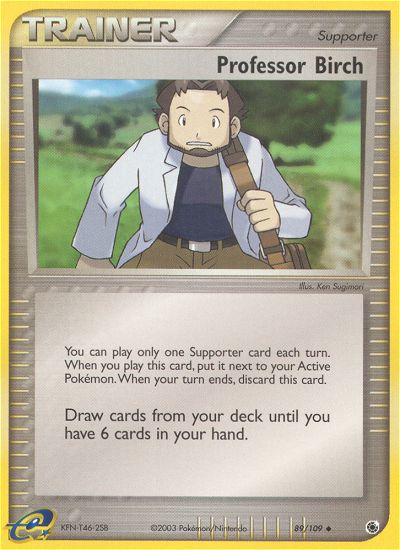 TRAINER
Supporter
Professor Birch
Illus. Ken Sugimori
You can play only one Supporter card each turn.
When you play this card, put it next to your Active
Pokémon. When your turn ends, discard this card.
Draw cards from your deck until you
have 6 cards in your hand.
e
KFN-T46-258
©2003 Pokémon/Nintendo
89/109 ◆